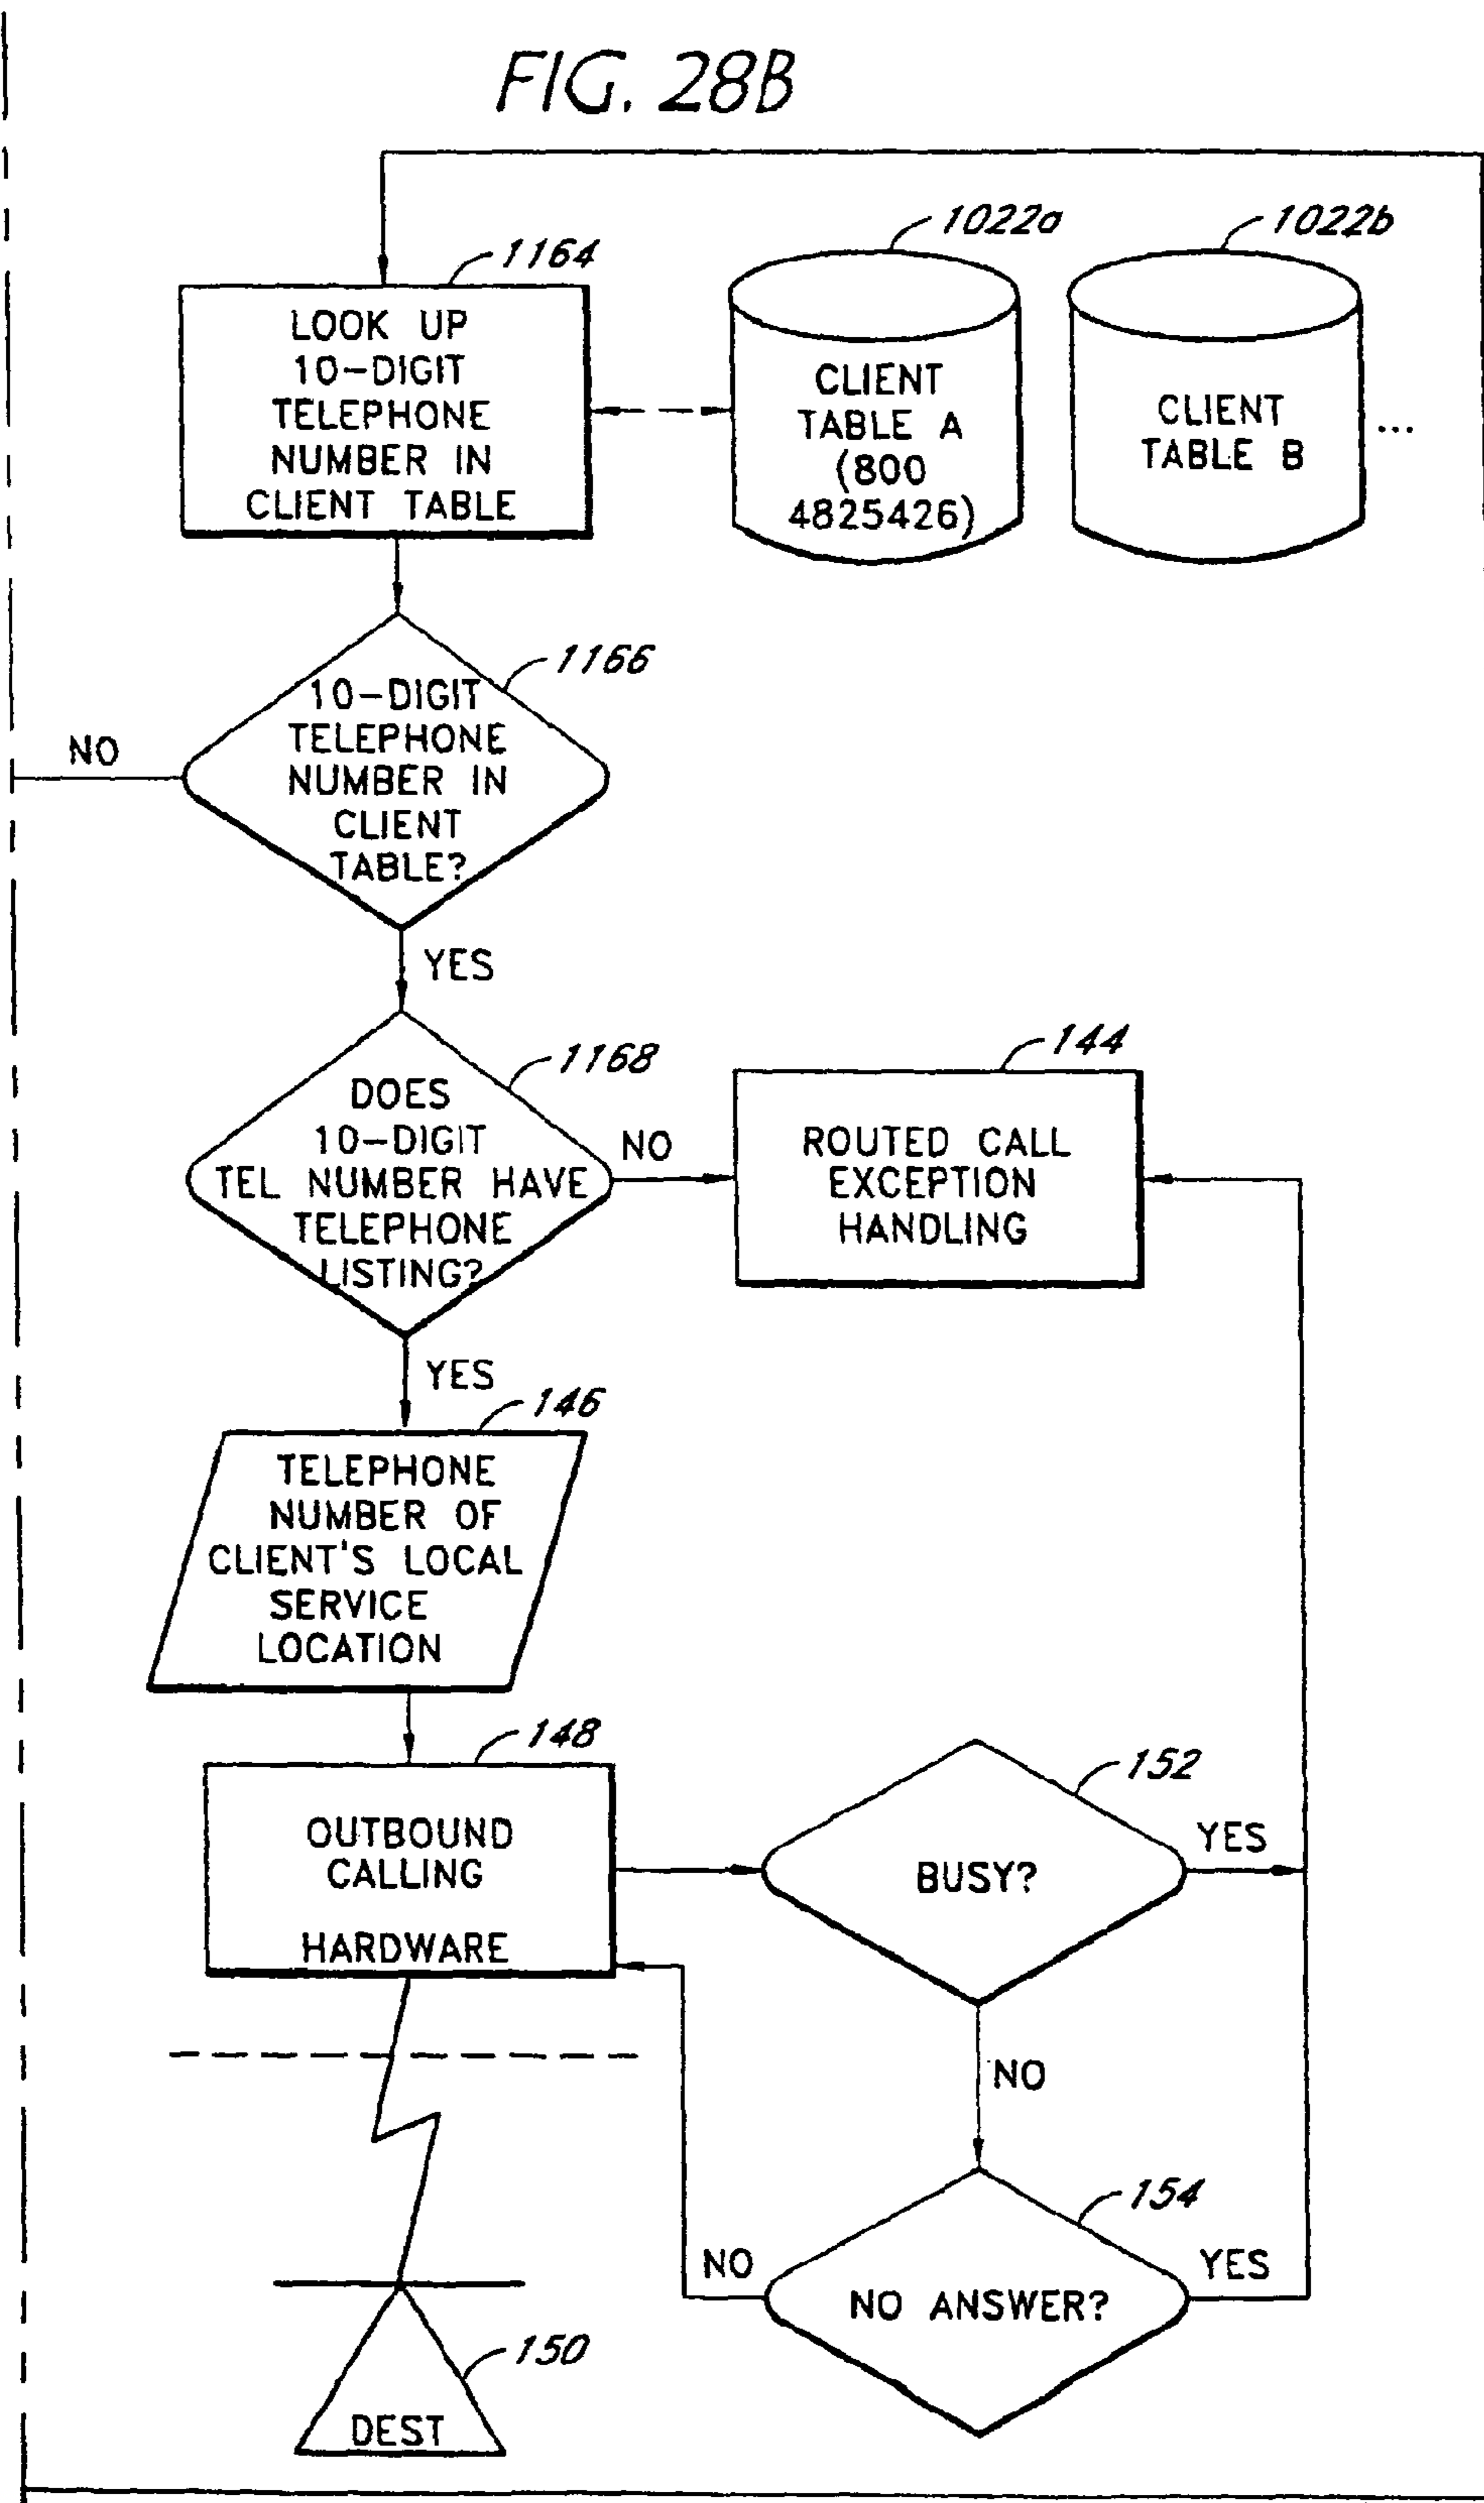 FIG. 28B
1164
LOOK UP
10-DIGIT
TELEPHONE
NUMBER IN
CLIENT TABLE
1022a
CLIENT
TABLE A
(800
4825426)
1022b
CLIENT
TABLE B
...
1166
10-DIGIT
TELEPHONE
NUMBER IN
CLIENT
TABLE?
NO
YES
1168
DOES
10-DIGIT
TEL NUMBER HAVE
TELEPHONE
LISTING?
NO
144
ROUTED CALL
EXCEPTION
HANDLING
YES
146
TELEPHONE
NUMBER OF
CLIENT'S LOCAL
SERVICE
LOCATION
148
OUTBOUND
CALLING
HARDWARE
152
BUSY?
YES
NO
154
NO ANSWER?
NO
YES
150
DEST